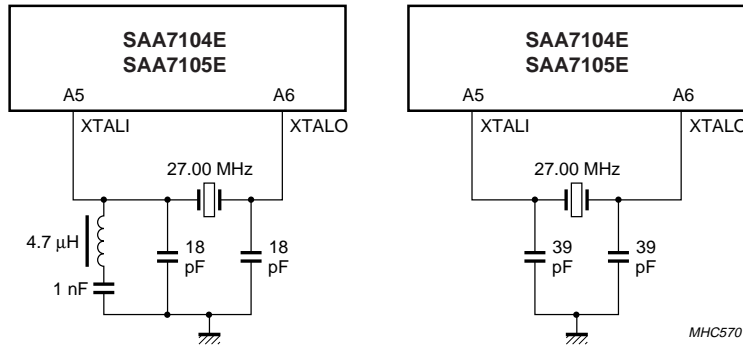 SAA7104E
SAA7105E
A5 A6
XTALI XTALO
27.00 MHz
4.7 μH
18 pF
18 pF
1 nF
SAA7104E
SAA7105E
A5 A6
XTALI XTALO
27.00 MHz
39 pF
39 pF
MHC570